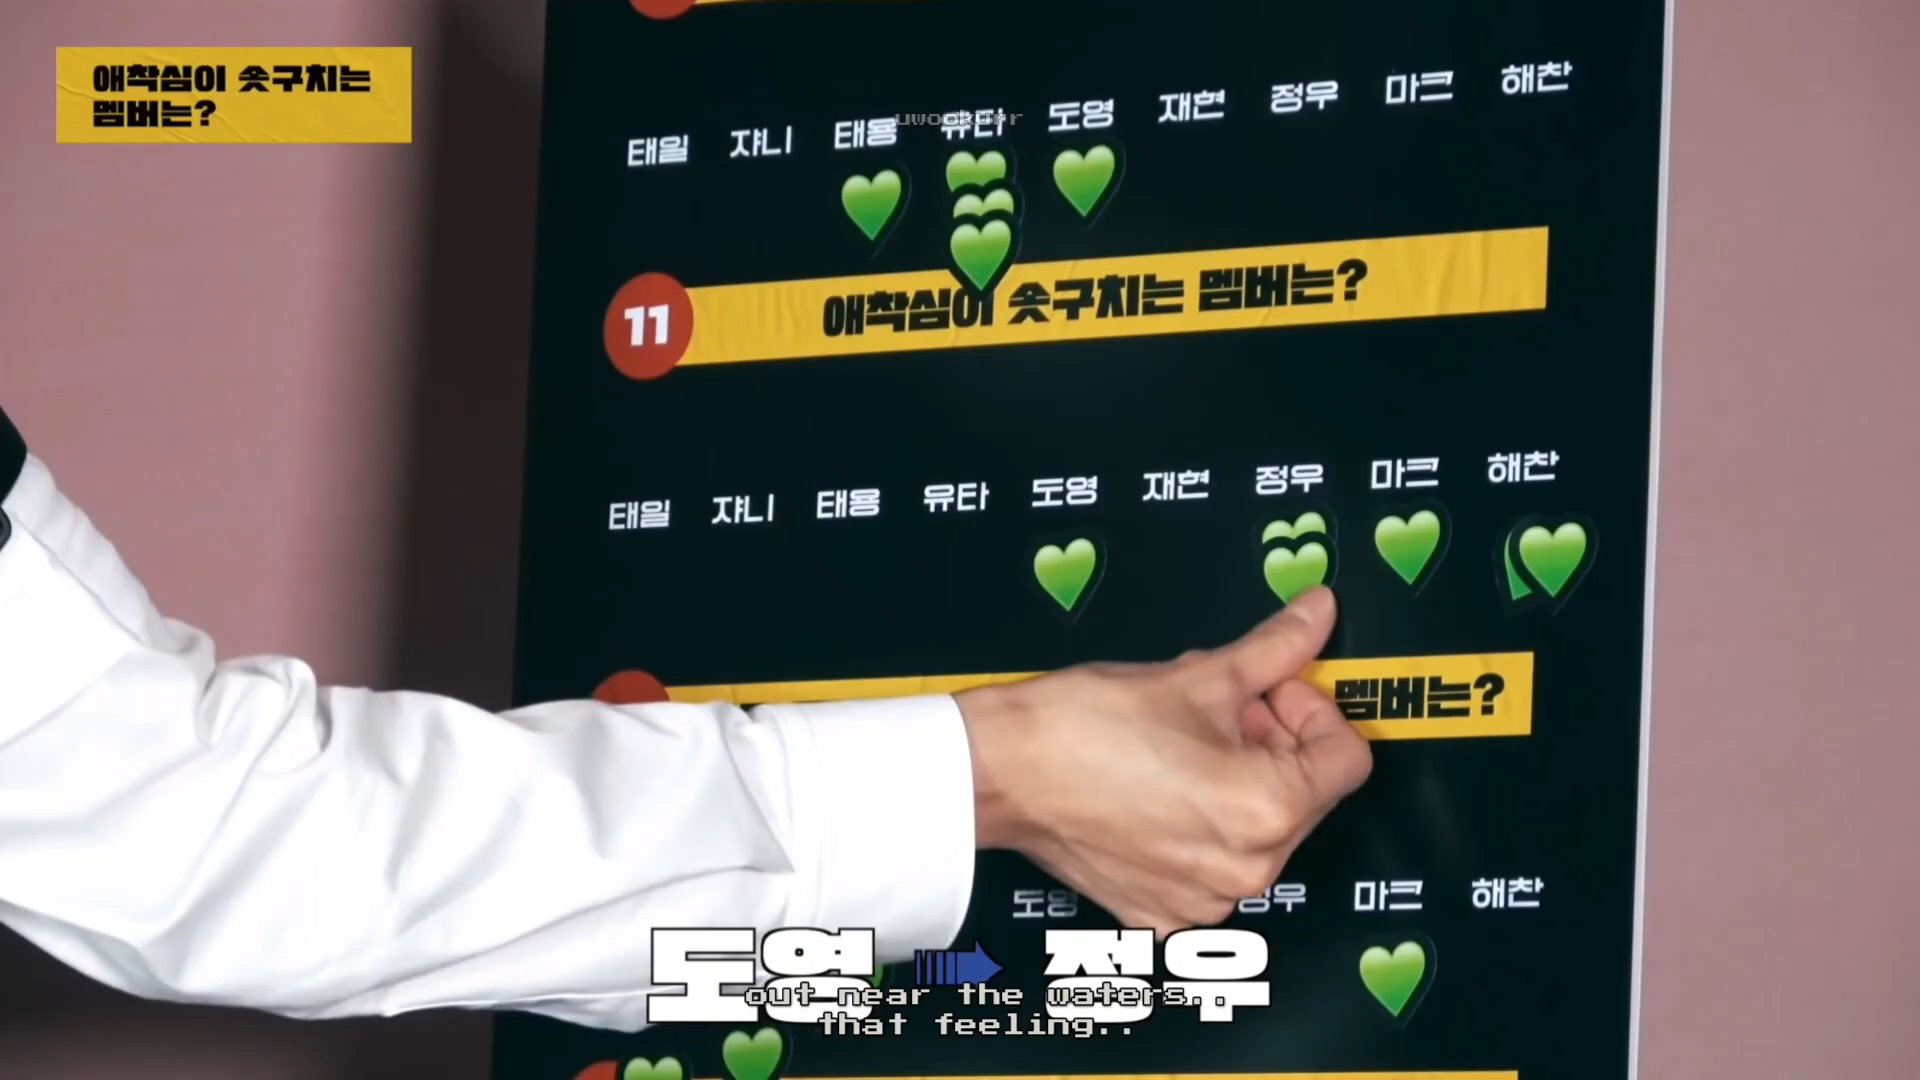 애착심이 솟구치는
멤버는?
태일 쟈니 태용 유타 도영 재현 정우 마크 해찬
11 애착심이 솟구치는 멤버는?
태일 쟈니 태용 유타 도영 재현 정우 마크 해찬
멤버는?
도영 정우 마크 해찬
도영 정우
out near the waters..
that feeling..